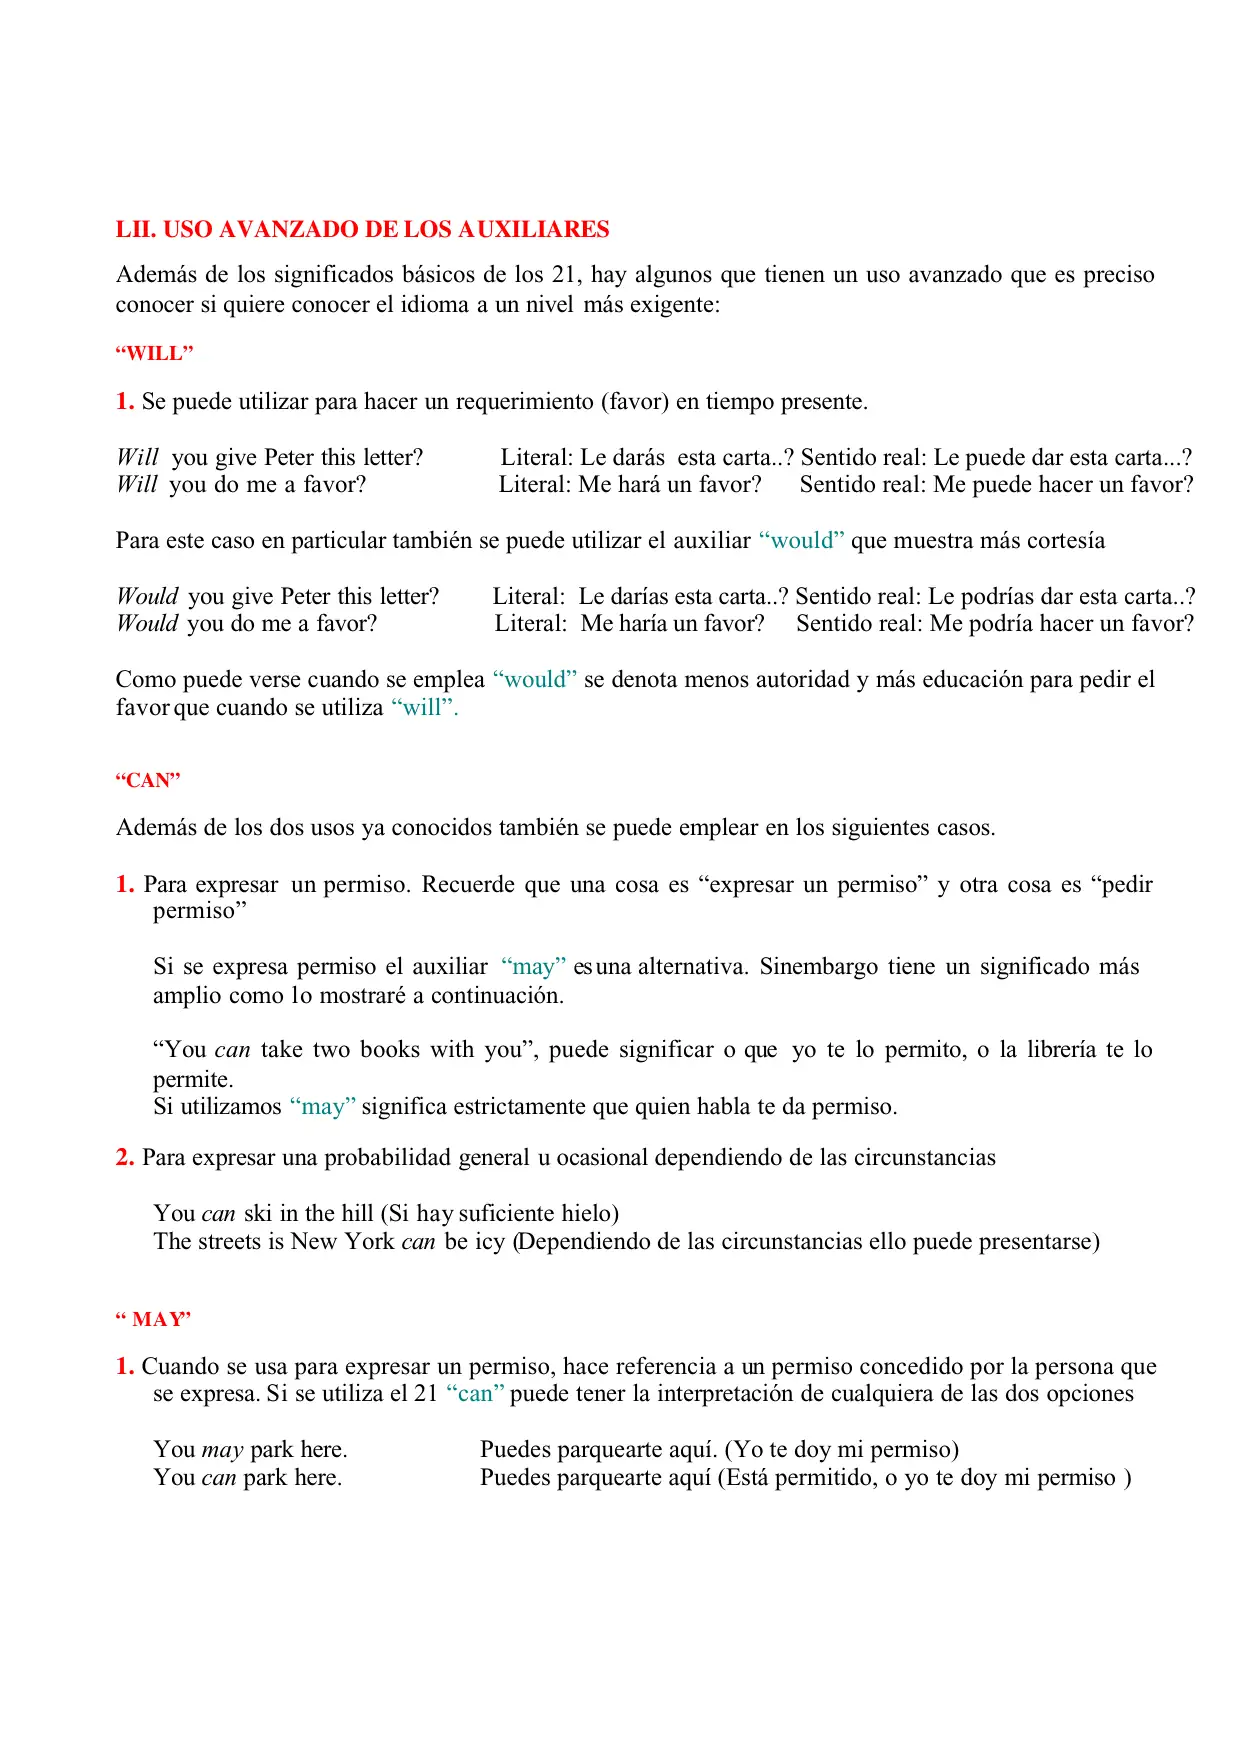 LII. USO AVANZADO DE LOS AUXILIARES
Además de los significados básicos de los 21, hay algunos que tienen un uso avanzado que es preciso
conocer si quiere conocer el idioma a un nivel más exigente:
“WILL”
1. Se puede utilizar para hacer un requerimiento (favor) en tiempo presente.
Will you give Peter this letter? Literal: Le darás esta carta..? Sentido real: Le puede dar esta carta...?
Will you do me a favor? Literal: Me hará un favor? Sentido real: Me puede hacer un favor?
Para este caso en particular también se puede utilizar el auxiliar “would” que muestra más cortesía
Would you give Peter this letter? Literal: Le darías esta carta..? Sentido real: Le podrías dar esta carta..?
Would you do me a favor? Literal: Me haría un favor? Sentido real: Me podría hacer un favor?
Como puede verse cuando se emplea “would” se denota menos autoridad y más educación para pedir el
favor que cuando se utiliza “will”.
“CAN”
Además de los dos usos ya conocidos también se puede emplear en los siguientes casos.
1. Para expresar un permiso. Recuerde que una cosa es “expresar un permiso” y otra cosa es “pedir
permiso”
Si se expresa permiso el auxiliar “may” es una alternativa. Sinembargo tiene un significado más
amplio como lo mostraré a continuación.
“You can take two books with you”, puede significar o que yo te lo permito, o la librería te lo
permite.
Si utilizamos “may” significa estrictamente que quien habla te da permiso.
2. Para expresar una probabilidad general u ocasional dependiendo de las circunstancias
You can ski in the hill (Si hay suficiente hielo)
The streets is New York can be icy (Dependiendo de las circunstancias ello puede presentarse)
“ MAY”
1. Cuando se usa para expresar un permiso, hace referencia a un permiso concedido por la persona que
se expresa. Si se utiliza el 21 “can” puede tener la interpretación de cualquiera de las dos opciones
You may park here. Puedes parquearte aquí. (Yo te doy mi permiso)
You can park here. Puedes parquearte aquí (Está permitido, o yo te doy mi permiso )